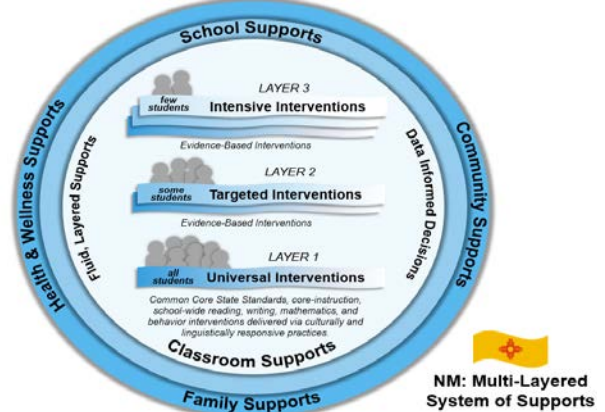 School Supports
Health & Wellness Supports
Community Supports
Fluid, Layered Supports
Data Informed Decisions
LAYER 3
few
students
Intensive Interventions
Evidence-Based Interventions
LAYER 2
some
students
Targeted Interventions
Evidence-Based Interventions
LAYER 1
all
students
Universal Interventions
Common Core State Standards, core-instruction,
school-wide reading, writing, mathematics, and
behavior interventions delivered via culturally and
linguistically responsive practices.
Classroom Supports
Family Supports
NM: Multi-Layered
System of Supports